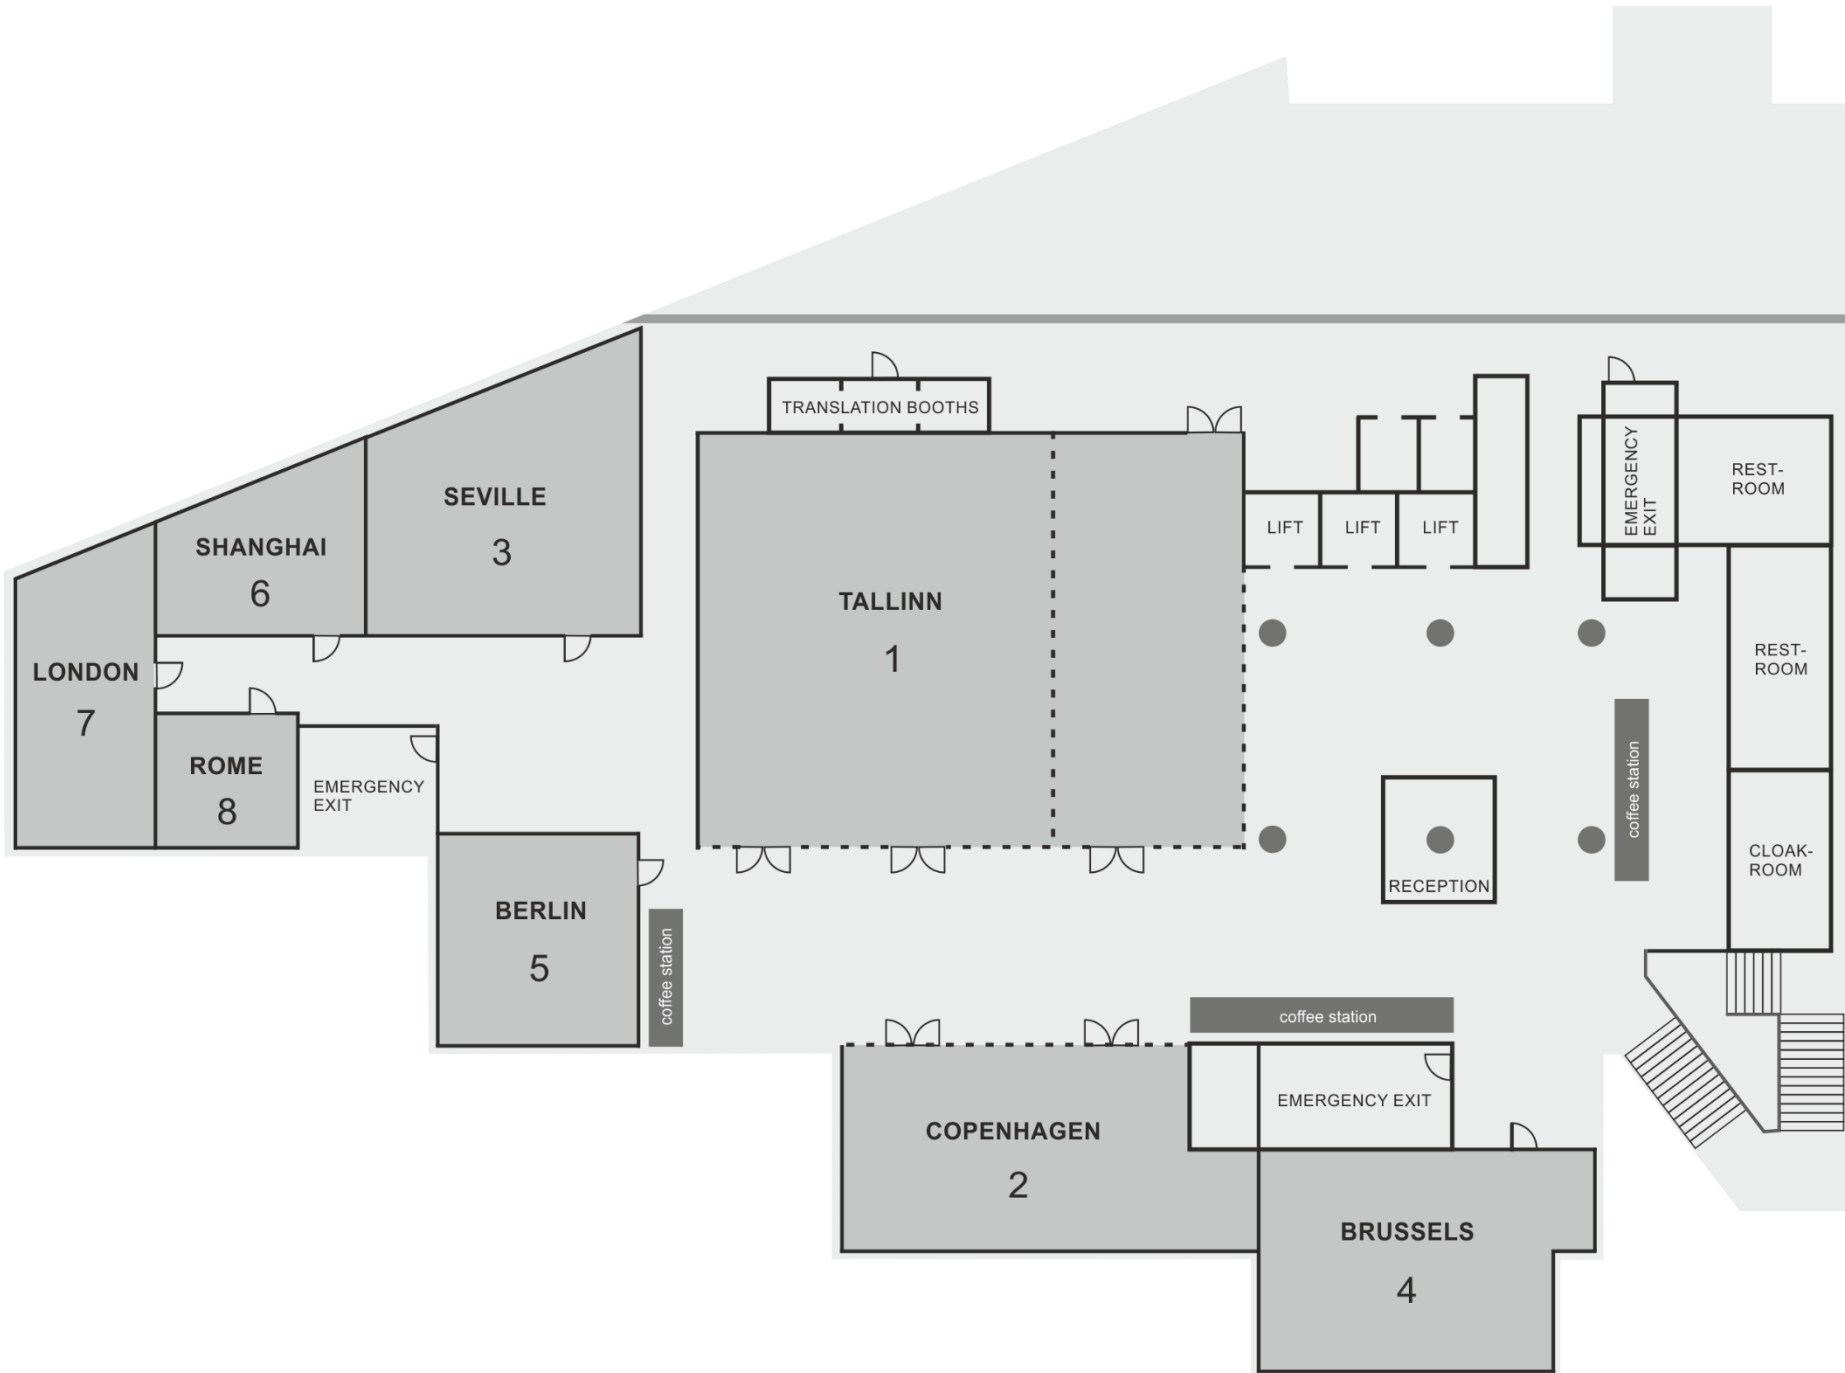 TRANSLATION BOOTHS
SEVILLE
3
SHANGHAI
6
LONDON
7
ROME
8
EMERGENCY
EXIT
BERLIN
5
coffee station
TALLINN
1
LIFT
LIFT
LIFT
EMERGENCY
EXIT
REST-
ROOM
REST-
ROOM
coffee station
CLOAK-
ROOM
RECEPTION
coffee station
EMERGENCY EXIT
COPENHAGEN
2
BRUSSELS
4